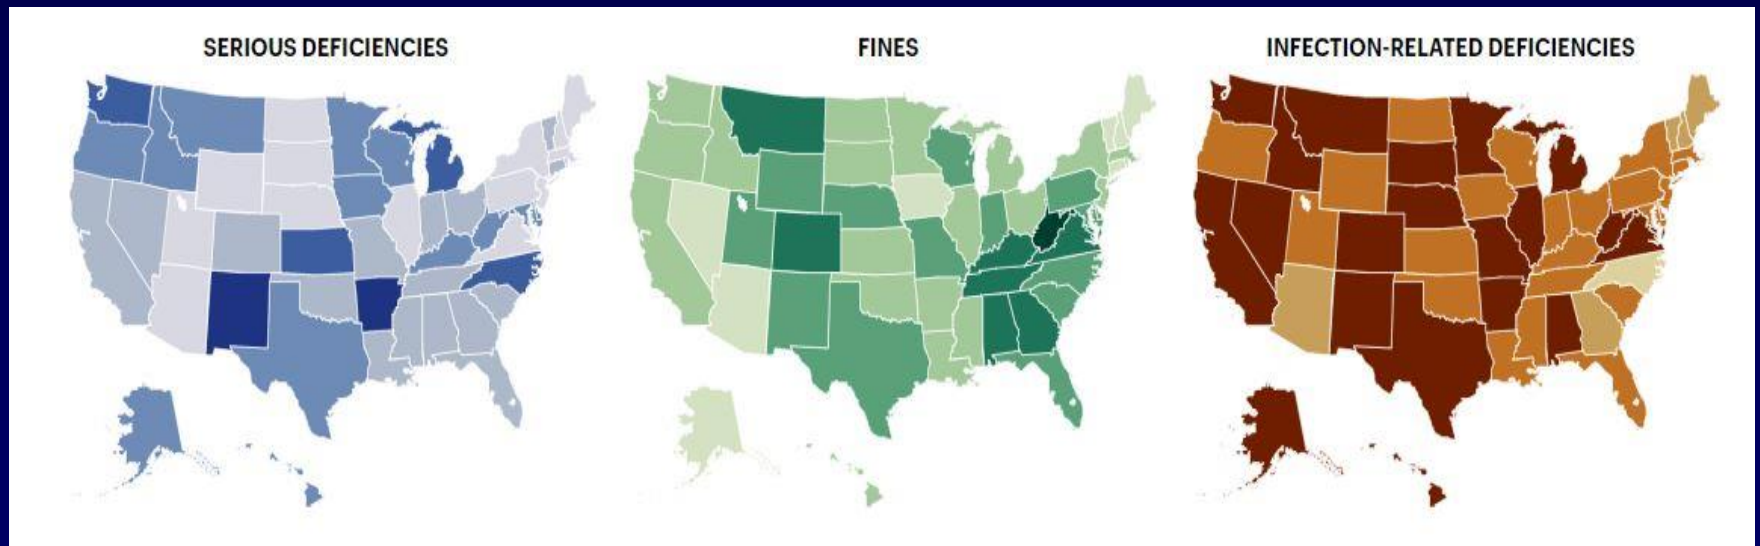 SERIOUS DEFICIENCIES
FINES
INFECTION-RELATED DEFICIENCIES